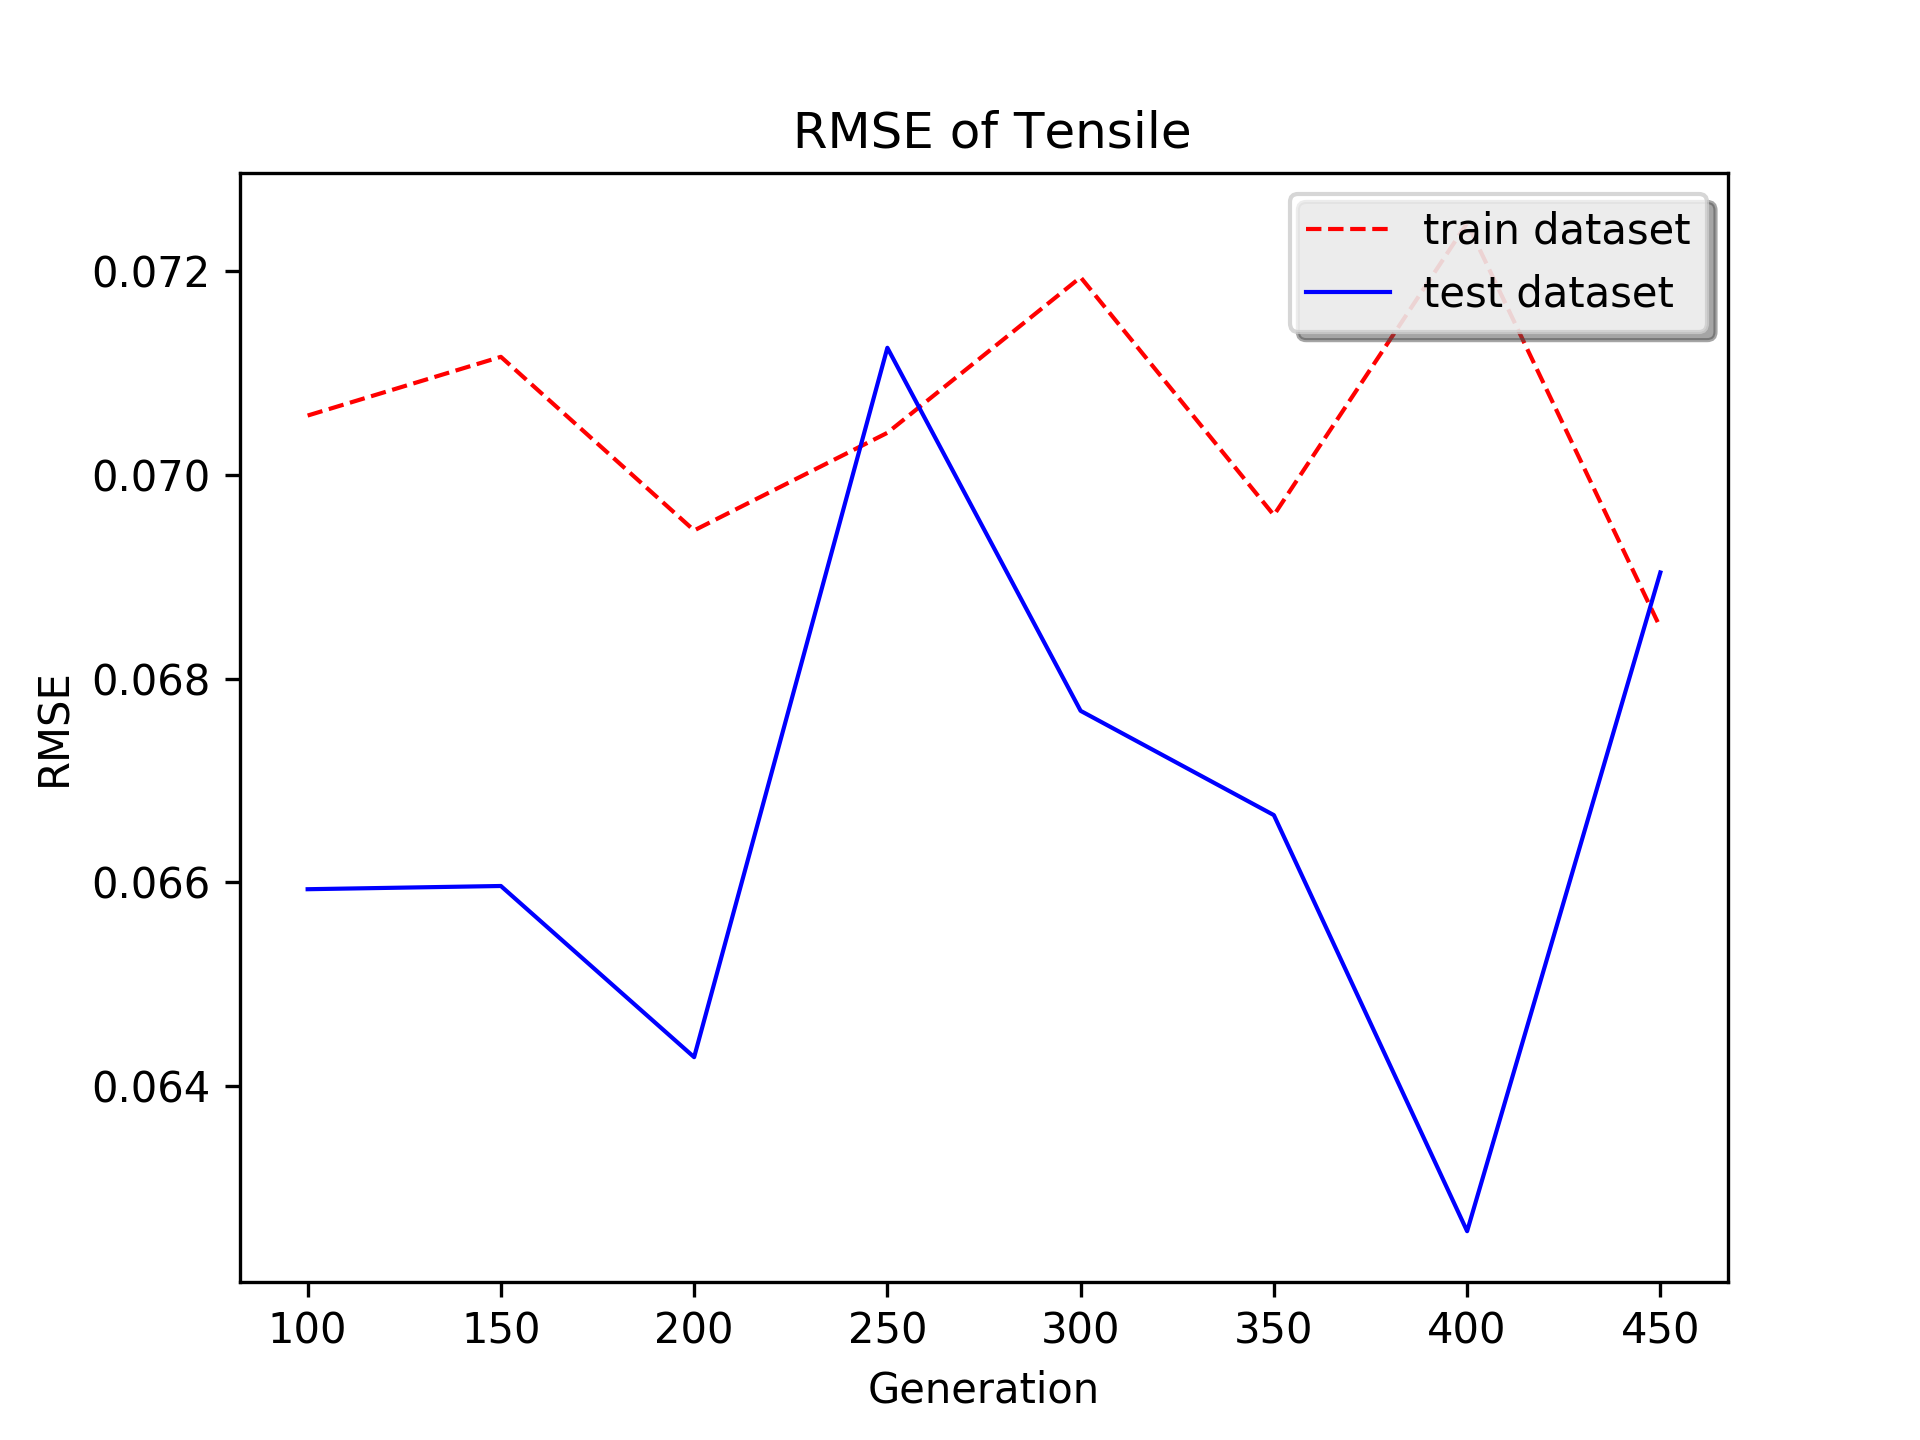 RMSE of Tensile
train dataset
test dataset
0.072
0.070
0.068
0.066
0.064
RMSE
100 150 200 250 300 350 400 450
Generation